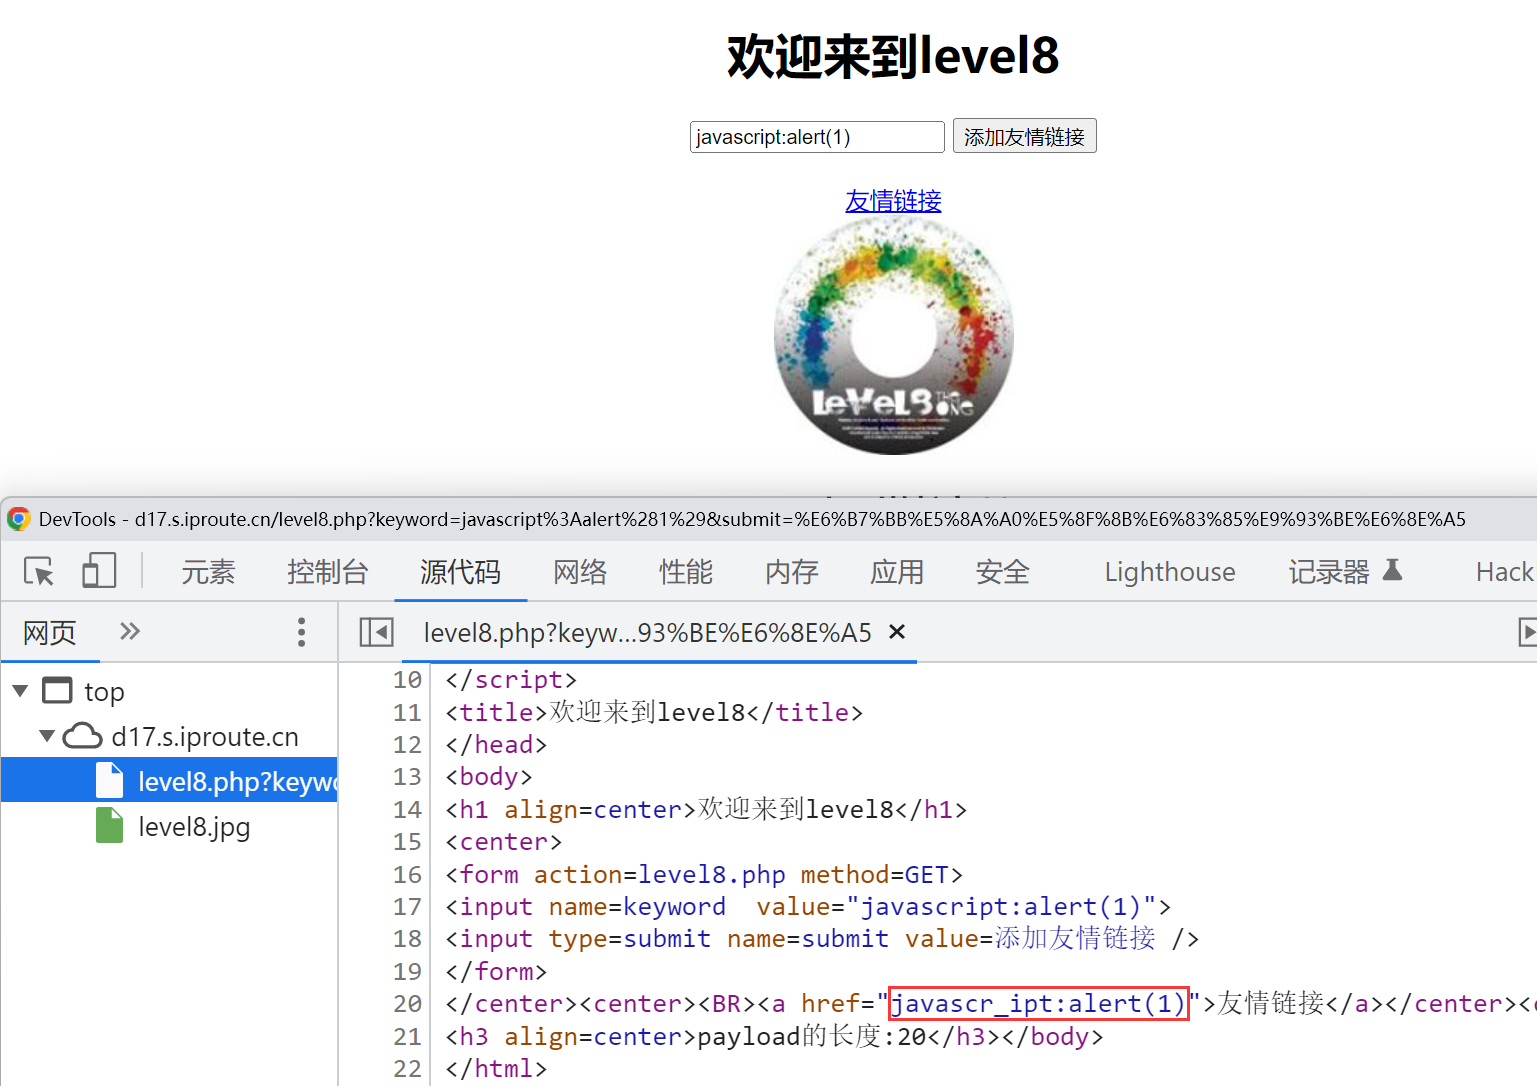 欢迎来到level8
javascript:alert(1) 添加友情链接
友情链接
LeVeL8 THE ONG
DevTools - d17.s.iproute.cn/level8.php?keyword=javascript%3Aalert%281%29&submit=%E6%B7%BB%E5%8A%A0%E5%8F%8B%E6%83%85%E9%93%BE%E6%8E%A5
元素 控制台 源代码 网络 性能 内存 应用 安全 Lighthouse 记录器 Hack
网页 level8.php?keyw...93%BE%E6%8E%A5
top
d17.s.iproute.cn
level8.php?keyw
level8.jpg
10 </script>
11 <title>欢迎来到level8</title>
12 </head>
13 <body>
14 <h1 align=center>欢迎来到level8</h1>
15 <center>
16 <form action=level8.php method=GET>
17 <input name=keyword  value="javascript:alert(1)">
18 <input type=submit name=submit value=添加友情链接 />
19 </form>
20 </center><center><BR><a href="javascr_ipt:alert(1)">友情链接</a></center><
21 <h3 align=center>payload的长度:20</h3></body>
22 </html>